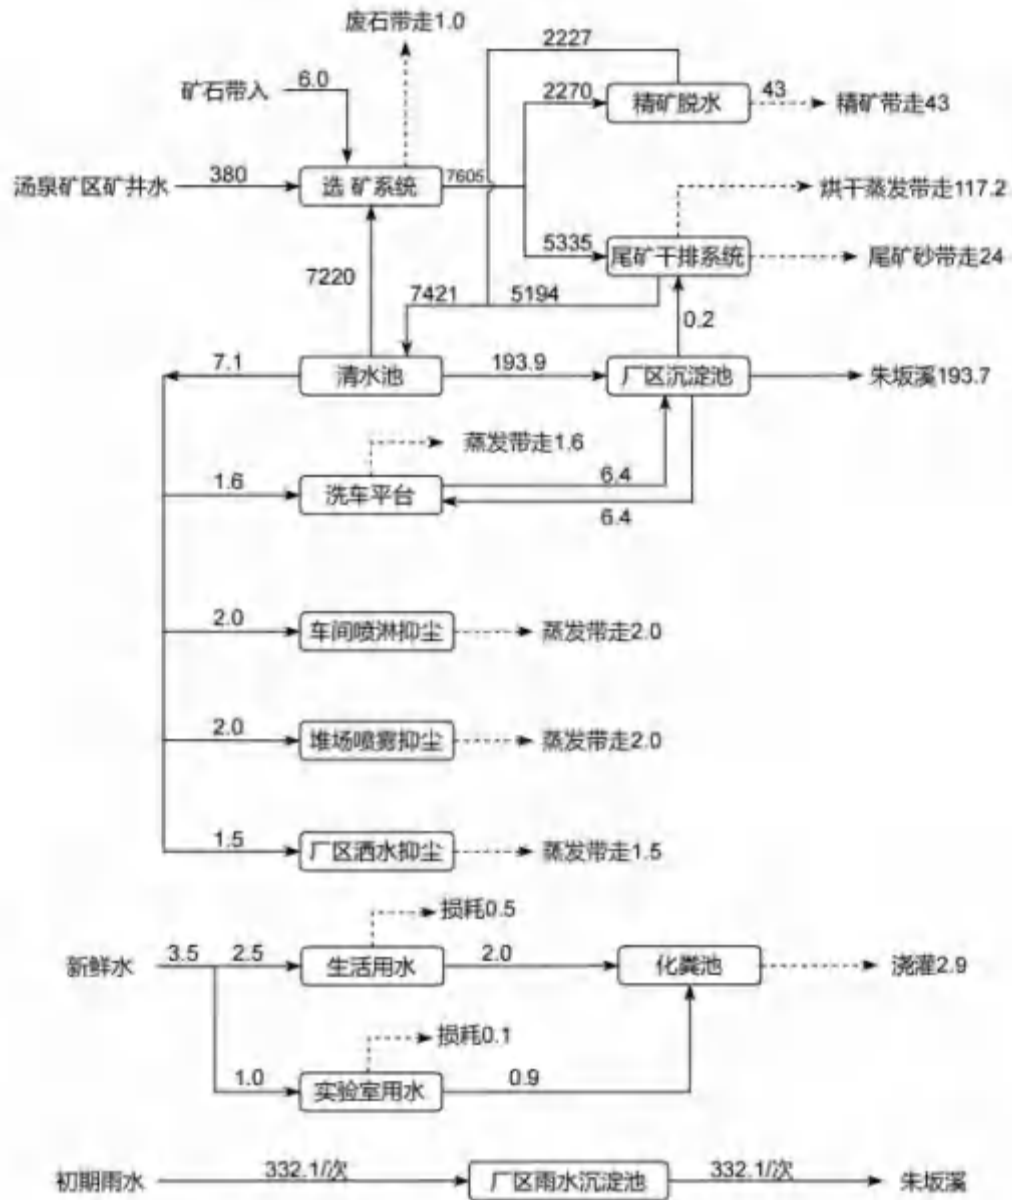 废石带走1.0
2227
矿石带入
6.0
2270
精矿脱水
43
精矿带走43
汤泉矿区矿井水
380
选 矿系统
7605
烘干蒸发带走117.2
5335
尾矿干排系统
尾矿砂带走24
7220
7421
5194
0.2
7.1
清水池
193.9
厂区沉淀池
朱坂溪193.7
蒸发带走1.6
1.6
洗车平台
6.4
6.4
2.0
车间喷淋抑尘
蒸发带走2.0
2.0
堆场喷雾抑尘
蒸发带走2.0
1.5
厂区洒水抑尘
蒸发带走1.5
损耗0.5
新鲜水
3.5
2.5
生活用水
2.0
化粪池
浇灌2.9
损耗0.1
1.0
实验室用水
0.9
初期雨水
332.1/次
厂区雨水沉淀池
332.1/次
朱坂溪